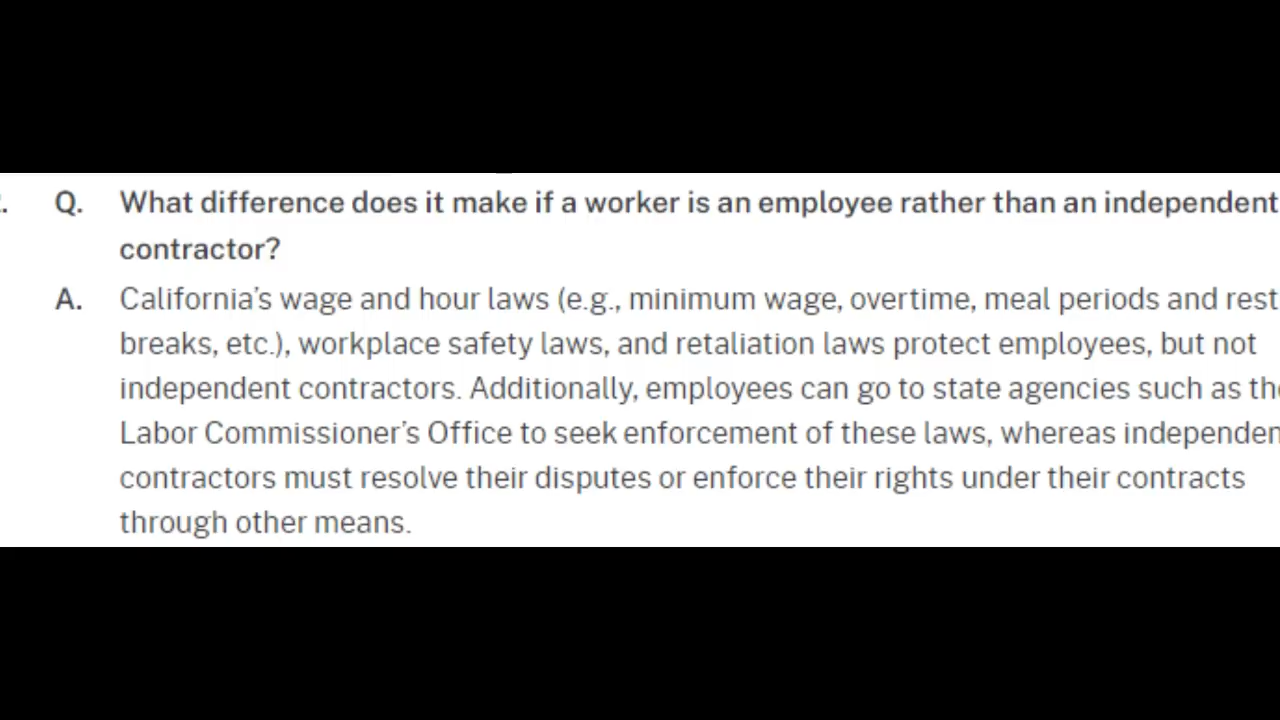 Q. What difference does it make if a worker is an employee rather than an independent
contractor?
A. California’s wage and hour laws (e.g., minimum wage, overtime, meal periods and rest
breaks, etc.), workplace safety laws, and retaliation laws protect employees, but not
independent contractors. Additionally, employees can go to state agencies such as the
Labor Commissioner’s Office to seek enforcement of these laws, whereas independen
contractors must resolve their disputes or enforce their rights under their contracts
through other means.